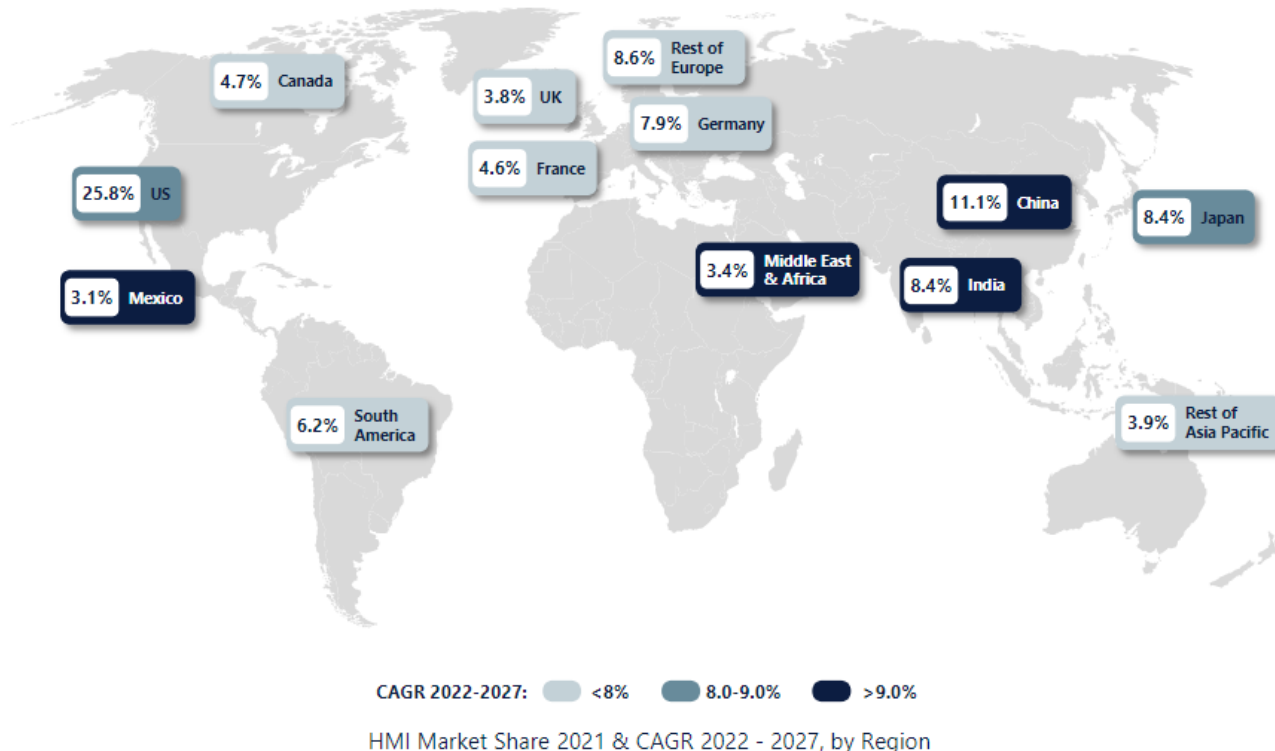 4.7% Canada
8.6% Rest of
Europe
3.8% UK
7.9% Germany
4.6% France
25.8% US
11.1% China
8.4% Japan
3.4% Middle East
& Africa
8.4% India
3.1% Mexico
6.2% South
America
3.9% Rest of
Asia Pacific
CAGR 2022-2027: <8% 8.0-9.0% >9.0%
HMI Market Share 2021 & CAGR 2022 - 2027, by Region